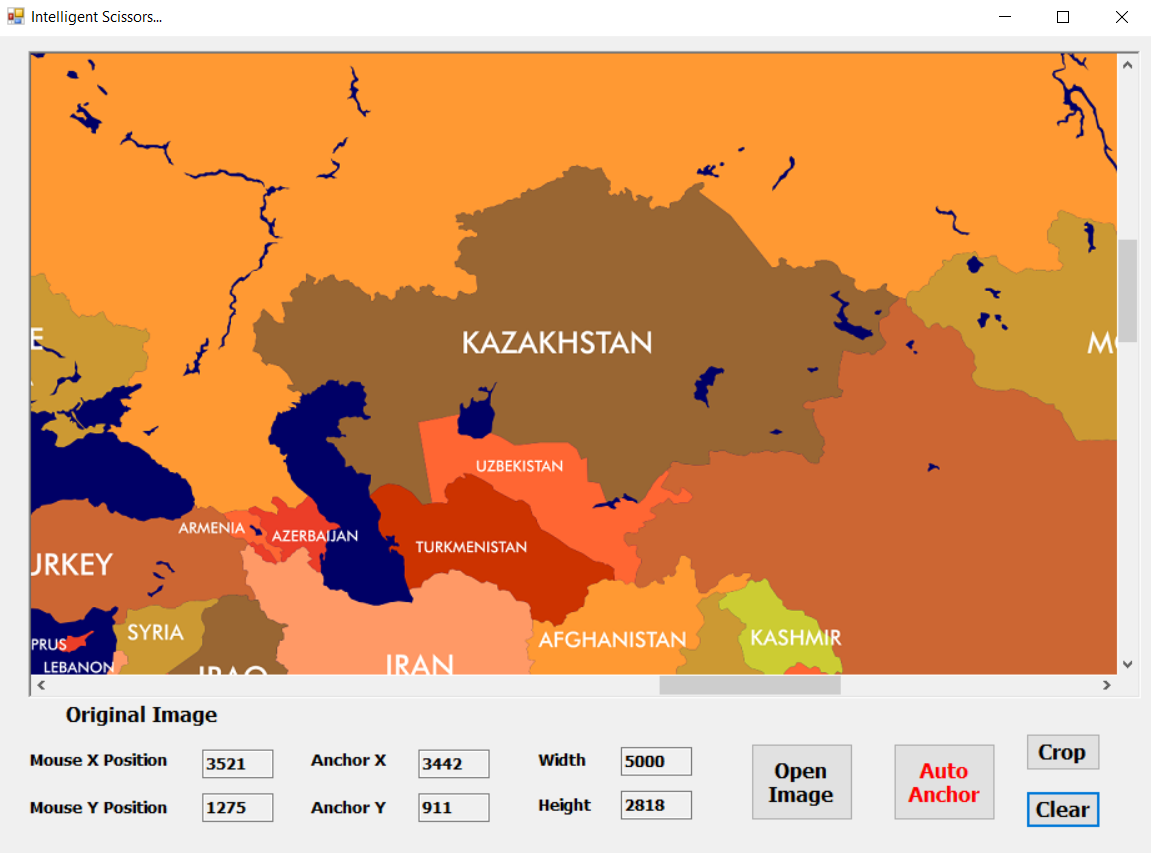 Intelligent Scissors...
E
KAZAKHSTAN
MO
UZBEKISTAN
ARMENIA
AZERBAIJAN
TURKMENISTAN
URKEY
SYRIA
AFGHANISTAN
KASHMIR
PRUS
LEBANON
IRAQ
IRAN
Original Image
Mouse X Position 3521 Anchor X 3442 Width 5000
Mouse Y Position 1275 Anchor Y 911 Height 2818
Open
Image
Auto
Anchor
Crop
Clear